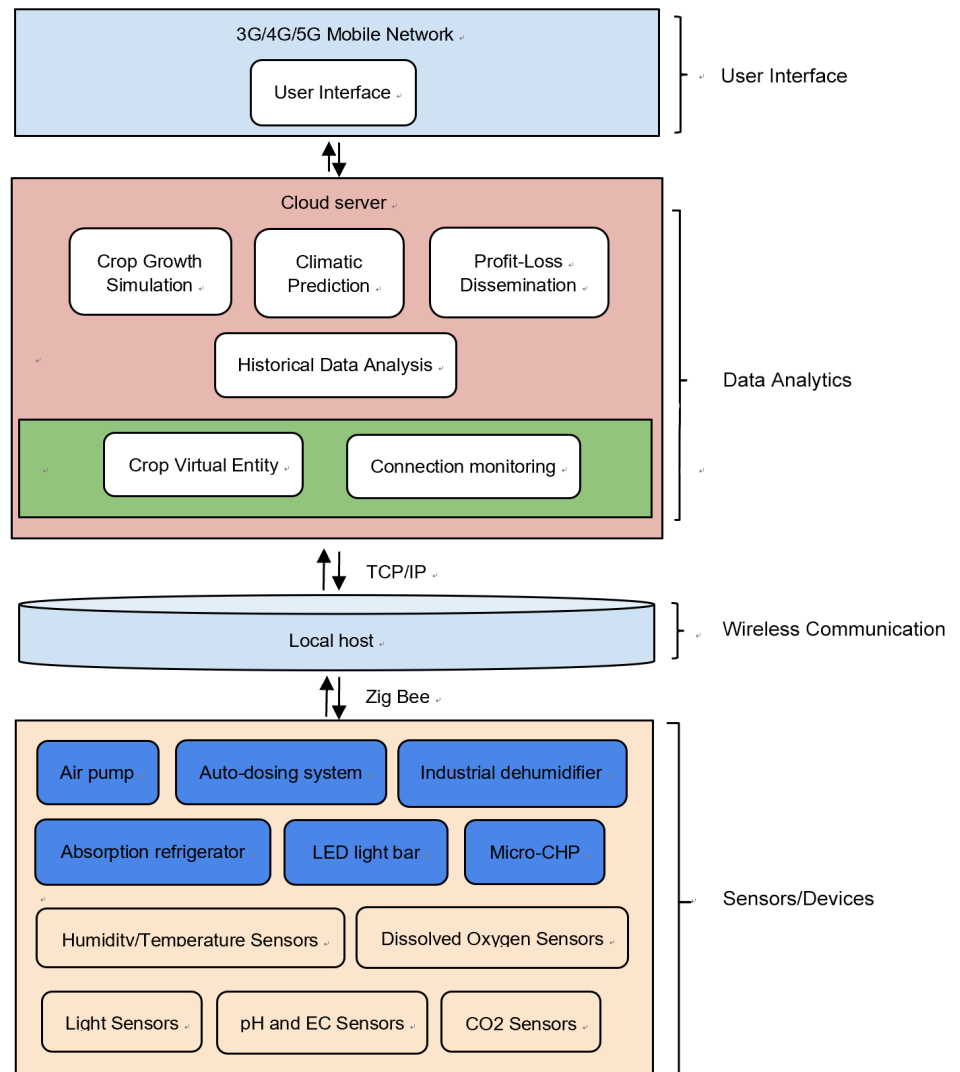 3G/4G/5G Mobile Network
User Interface
User Interface
Cloud server
Crop Growth
Simulation
Climatic
Prediction
Profit-Loss
Dissemination
Historical Data Analysis
Data Analytics
Crop Virtual Entity
Connection monitoring
TCP/IP
Local host
Wireless Communication
Zig Bee
Air pump
Auto-dosing system
Industrial dehumidifier
Absorption refrigerator
LED light bar
Micro-CHP
Sensors/Devices
Humidity/Temperature Sensors
Dissolved Oxygen Sensors
Light Sensors
pH and EC Sensors
CO2 Sensors